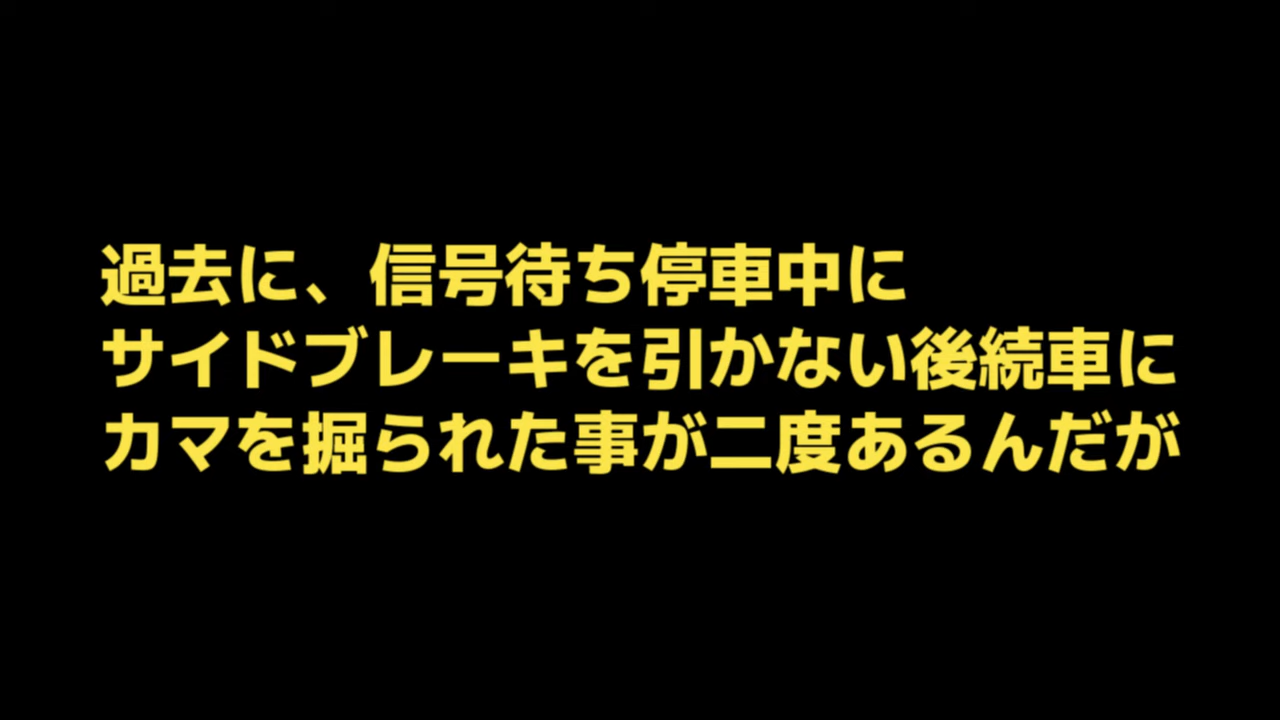 過去に、信号待ち停車中に
サイドブレーキを引かない後続車に
カマを掘られた事が二度あるんだが